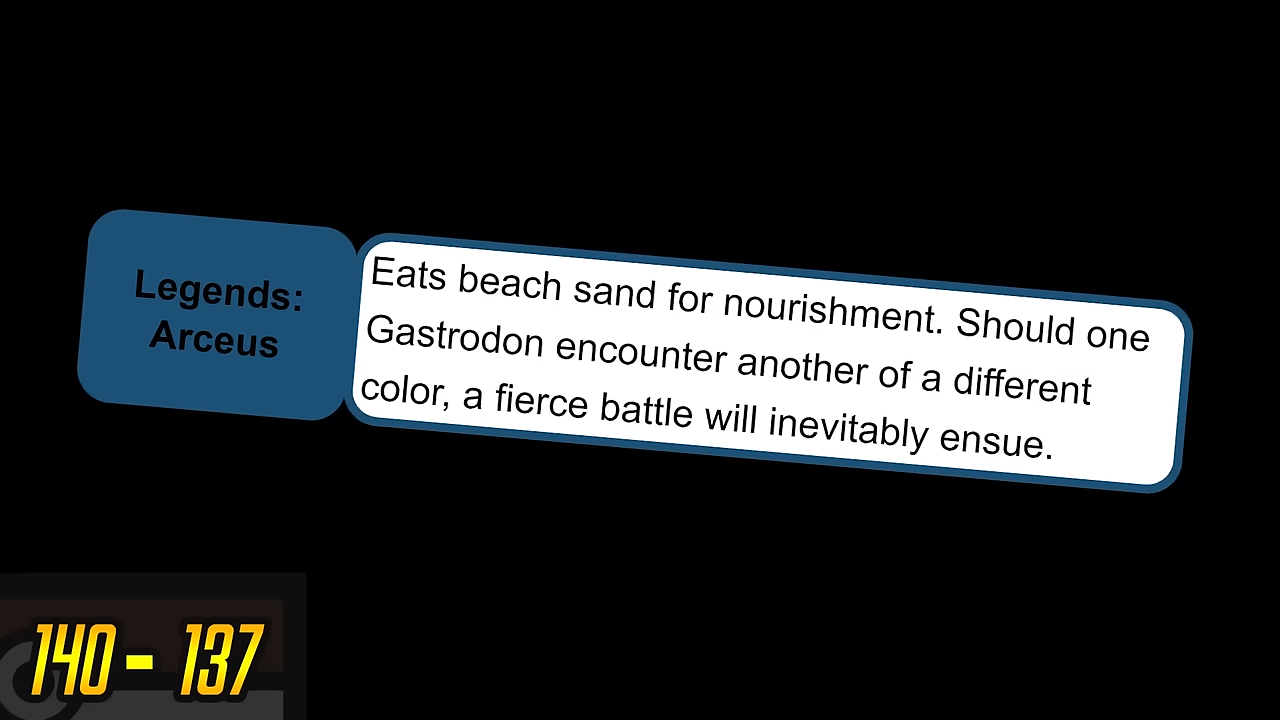 Legends:
Arceus
Eats beach sand for nourishment. Should one
Gastrodon encounter another of a different
color, a fierce battle will inevitably ensue.
140 - 137